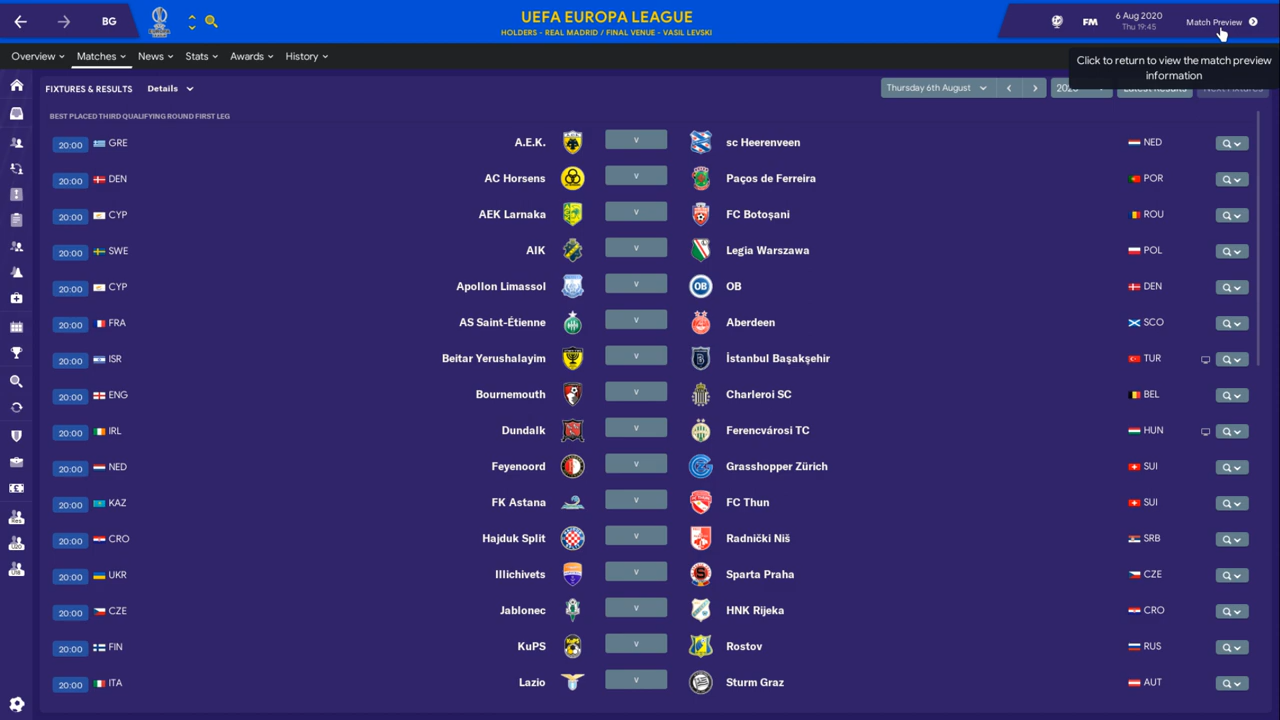 BG
UEFA EUROPA LEAGUE
HOLDERS - REAL MADRID / FINAL VENUE - VASIL LEVSKI
FM
6 Aug 2020
Thu 19:45
Match Preview
Overview
Matches
News
Stats
Awards
History
Click to return to view the match preview information
FIXTURES & RESULTS
Details
Thursday 6th August
BEST PLACED THIRD QUALIFYING ROUND FIRST LEG
20:00 GRE A.E.K. v sc Heerenveen NED
20:00 DEN AC Horsens v Paços de Ferreira POR
20:00 CYP AEK Larnaka v FC Botoşani ROU
20:00 SWE AIK v Legia Warszawa POL
20:00 CYP Apollon Limassol v OB OB DEN
20:00 FRA AS Saint-Étienne v Aberdeen SCO
20:00 ISR Beitar Yerushalayim v İstanbul Başakşehir TUR
20:00 ENG Bournemouth v Charleroi SC BEL
20:00 IRL Dundalk v Ferencvárosi TC HUN
20:00 NED Feyenoord v Grasshopper Zürich SUI
20:00 KAZ FK Astana v FC Thun SUI
20:00 CRO Hajduk Split v Radnički Niš SRB
20:00 UKR Illichivets v Sparta Praha CZE
20:00 CZE Jablonec v HNK Rijeka CRO
20:00 FIN KuPS v Rostov RUS
20:00 ITA Lazio v Sturm Graz AUT
Res
U20
U18